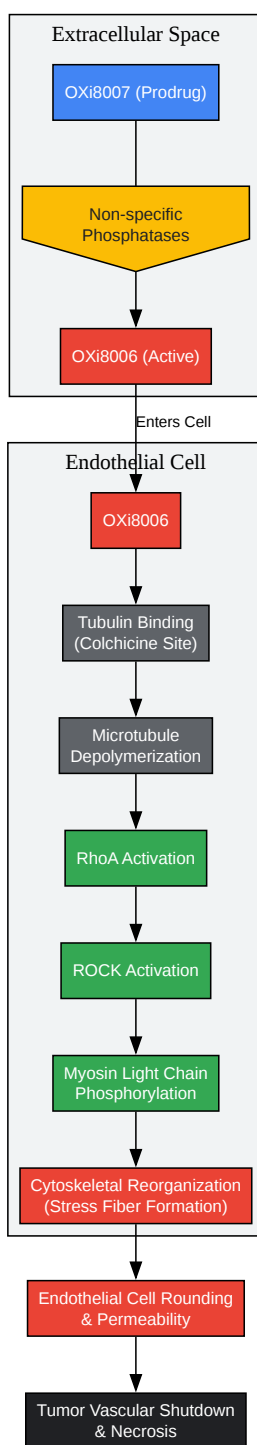 Extracellular Space
OXi8007 (Prodrug)
Non-specific
Phosphatases
OXi8006 (Active)
Enters Cell
Endothelial Cell
OXi8006
Tubulin Binding
(Colchicine Site)
Microtubule
Depolymerization
RhoA Activation
ROCK Activation
Myosin Light Chain
Phosphorylation
Cytoskeletal Reorganization
(Stress Fiber Formation)
Endothelial Cell Rounding
& Permeability
Tumor Vascular Shutdown
& Necrosis